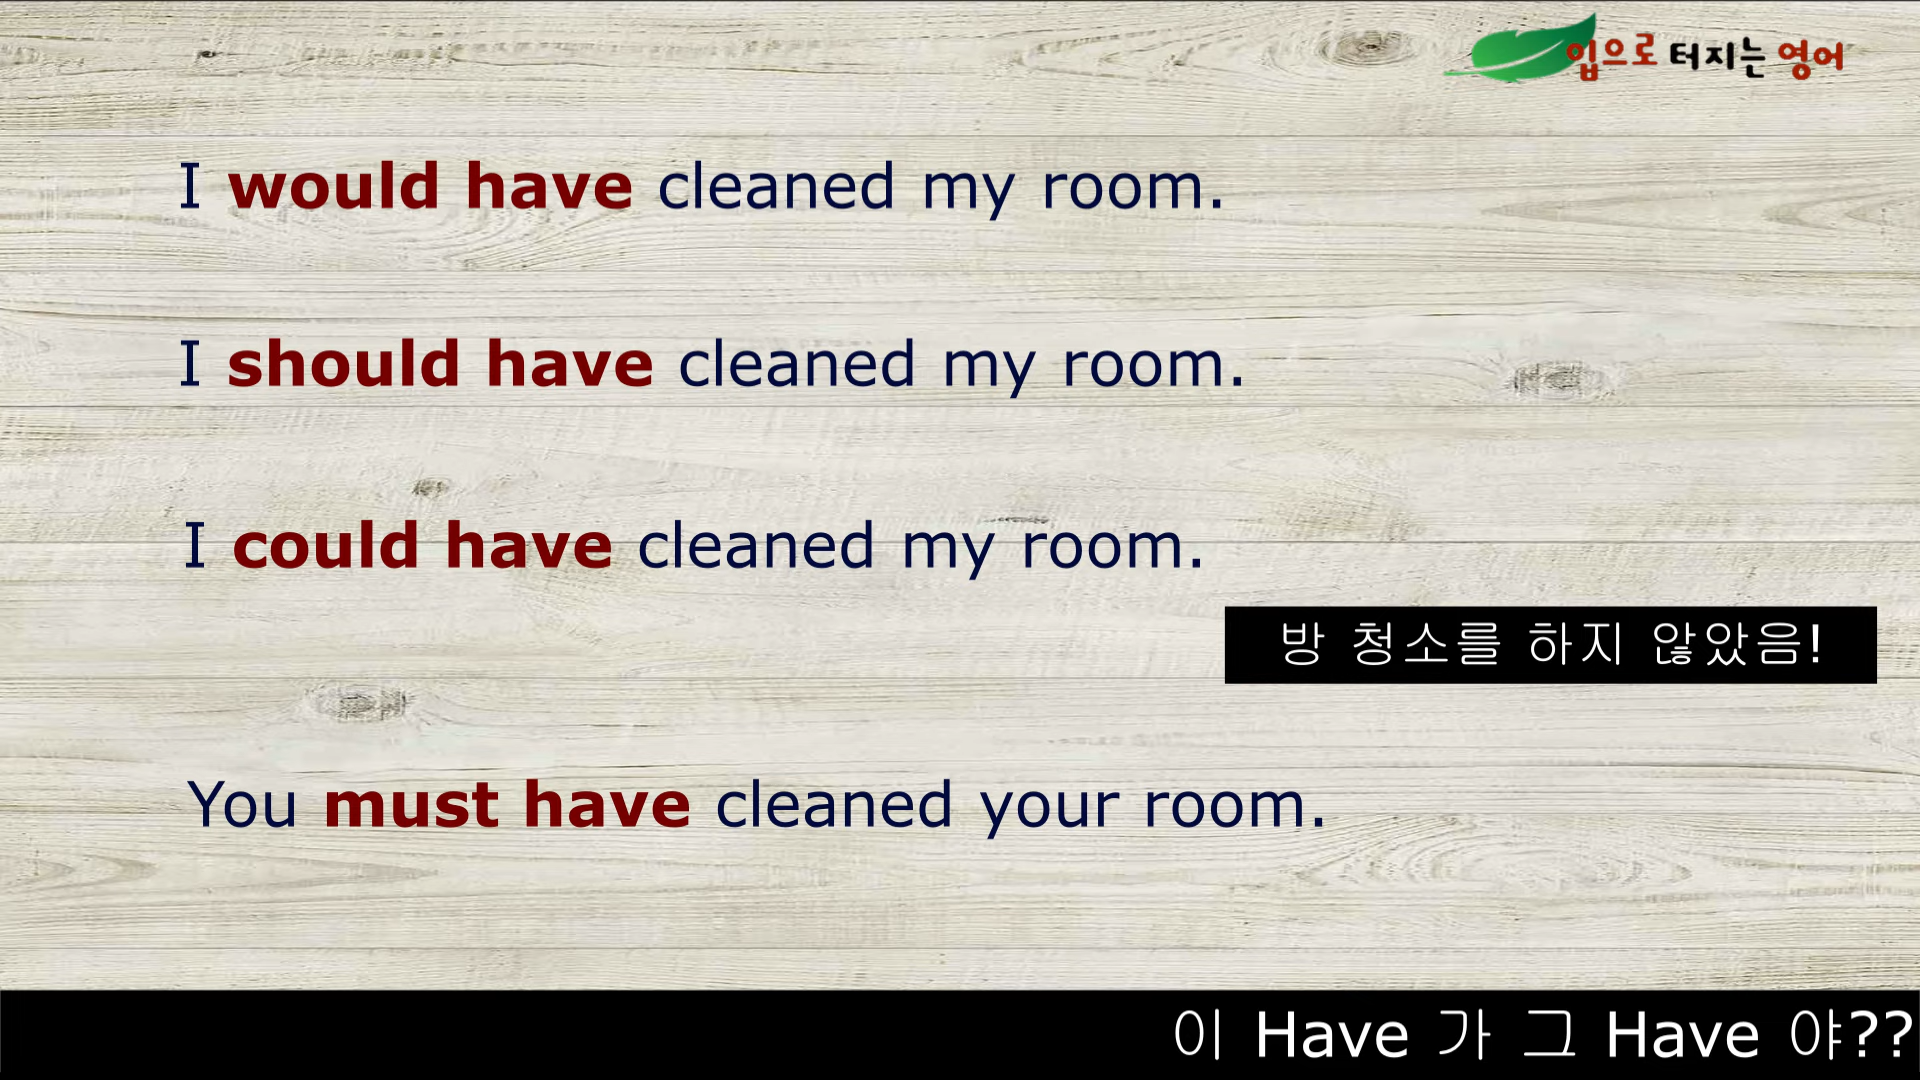 입으로 터지는 영어
I would have cleaned my room.
I should have cleaned my room.
I could have cleaned my room.
방 청소를 하지 않았음!
You must have cleaned your room.
이 Have 가 그 Have 야??